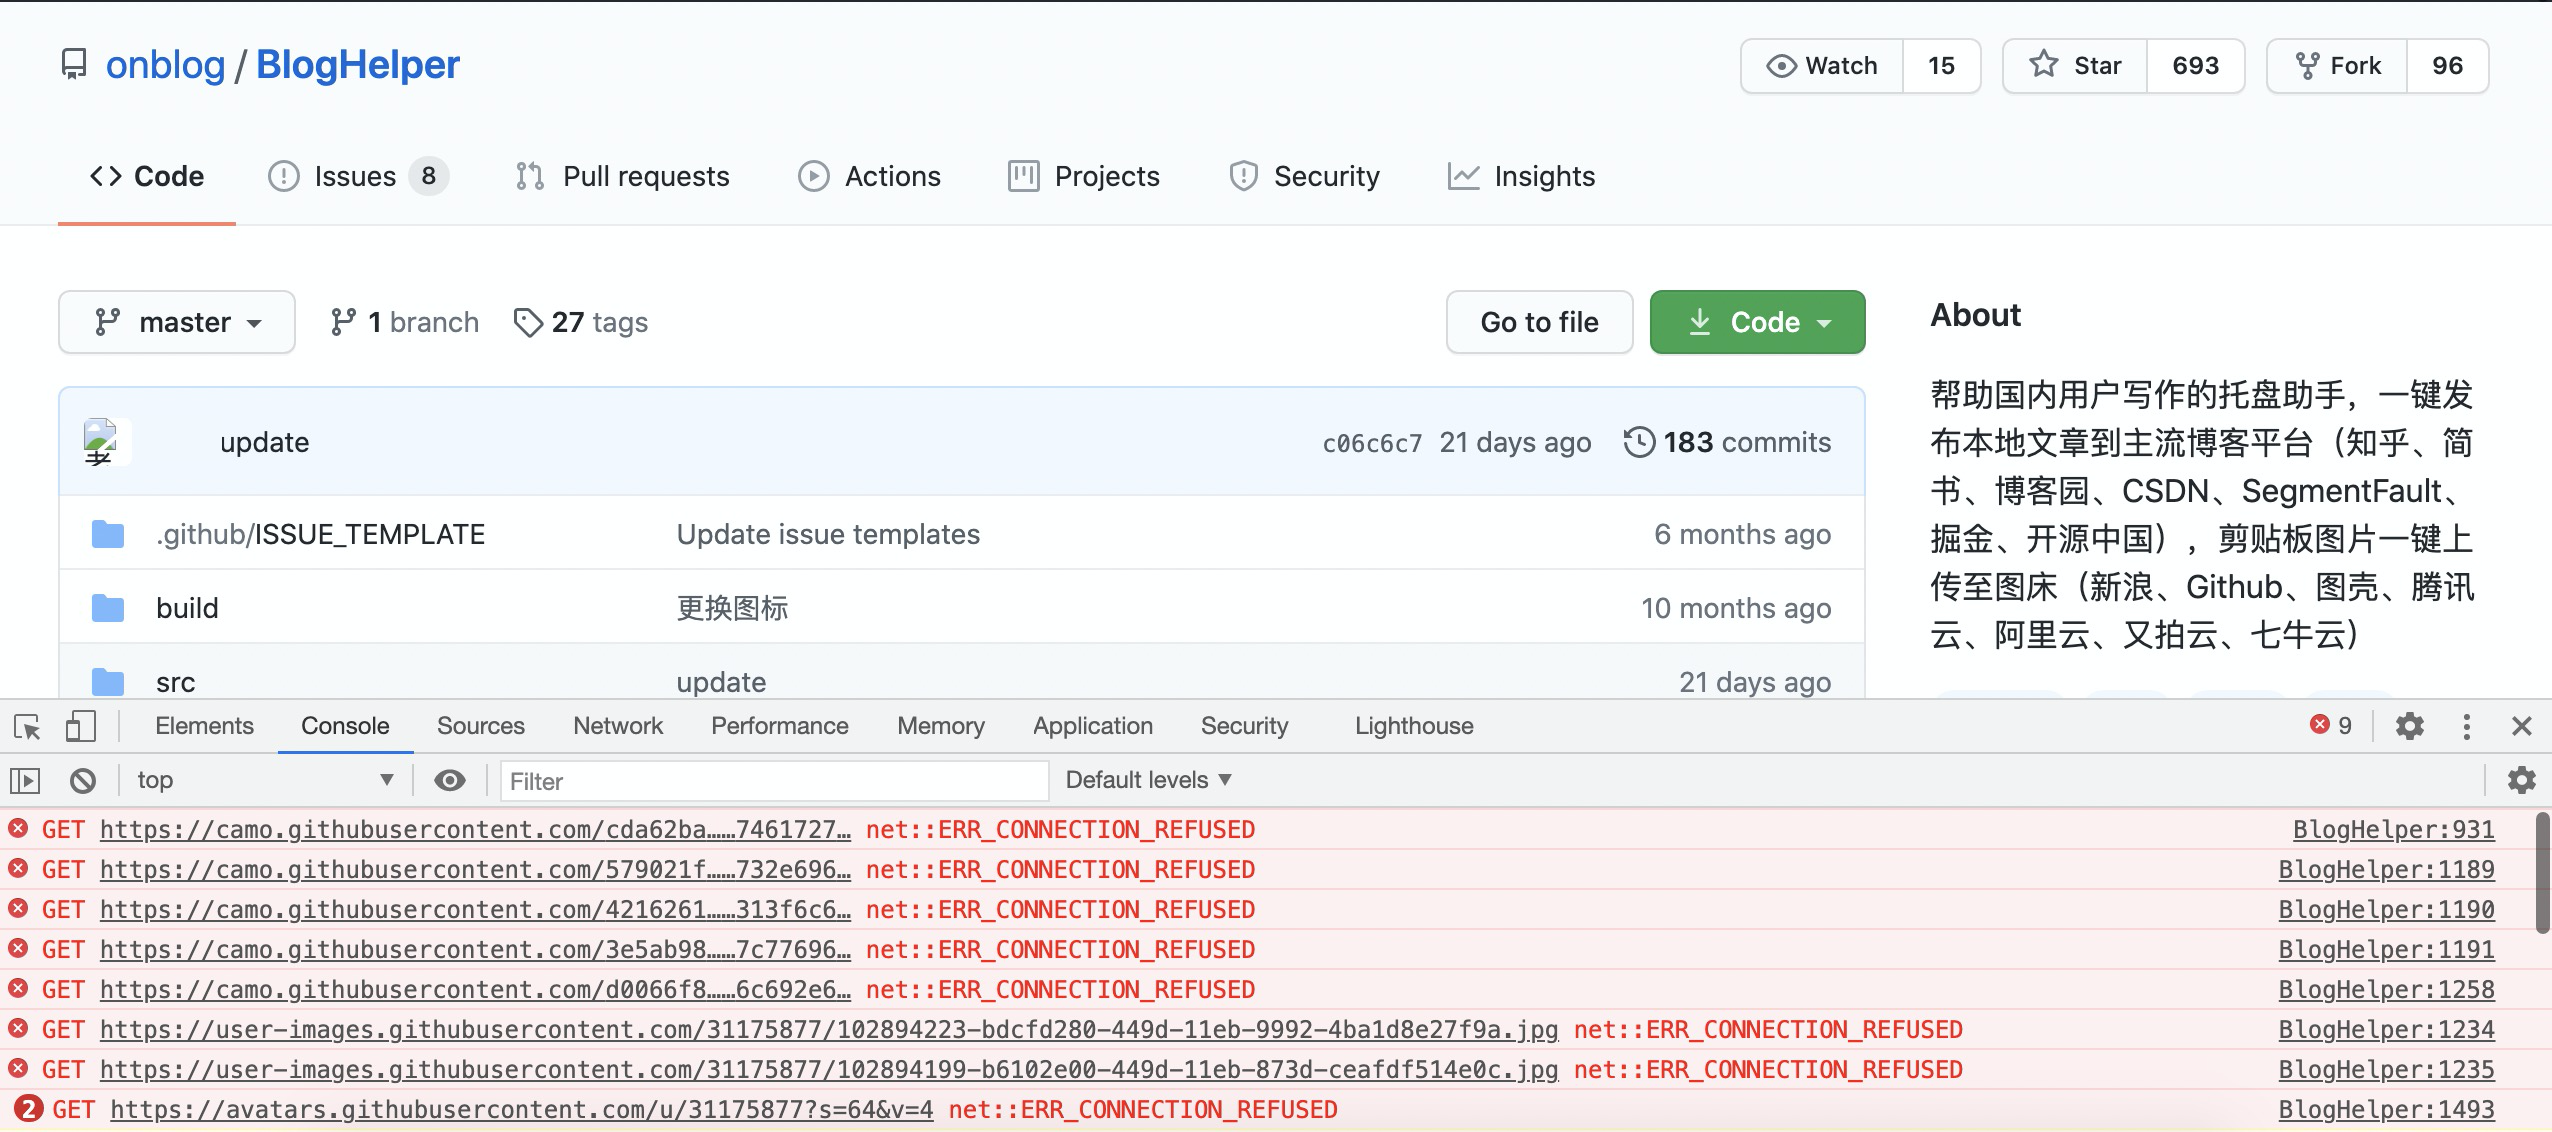 onblog / BlogHelper
Watch 15
Star 693
Fork 96
Code
Issues 8
Pull requests
Actions
Projects
Security
Insights
master
1 branch
27 tags
Go to file
Code
update
c06c6c7 21 days ago
183 commits
.github/ISSUE_TEMPLATE Update issue templates 6 months ago
build 更换图标 10 months ago
src update 21 days ago
About
帮助国内用户写作的托盘助手，一键发
布本地文章到主流博客平台（知乎、简
书、博客园、CSDN、SegmentFault、
掘金、开源中国），剪贴板图片一键上
传至图床（新浪、Github、图壳、腾讯
云、阿里云、又拍云、七牛云）
Elements Console Sources Network Performance Memory Application Security Lighthouse 9
top Filter Default levels
GET https://camo.githubusercontent.com/cda62ba……7461727… net::ERR_CONNECTION_REFUSED BlogHelper:931
GET https://camo.githubusercontent.com/579021f……732e696… net::ERR_CONNECTION_REFUSED BlogHelper:1189
GET https://camo.githubusercontent.com/4216261……313f6c6… net::ERR_CONNECTION_REFUSED BlogHelper:1190
GET https://camo.githubusercontent.com/3e5ab98……7c77696… net::ERR_CONNECTION_REFUSED BlogHelper:1191
GET https://camo.githubusercontent.com/d0066f8……6c692e6… net::ERR_CONNECTION_REFUSED BlogHelper:1258
GET https://user-images.githubusercontent.com/31175877/102894223-bdcfd280-449d-11eb-9992-4ba1d8e27f9a.jpg net::ERR_CONNECTION_REFUSED BlogHelper:1234
GET https://user-images.githubusercontent.com/31175877/102894199-b6102e00-449d-11eb-873d-ceafdf514e0c.jpg net::ERR_CONNECTION_REFUSED BlogHelper:1235
2 GET https://avatars.githubusercontent.com/u/31175877?s=64&v=4 net::ERR_CONNECTION_REFUSED BlogHelper:1493